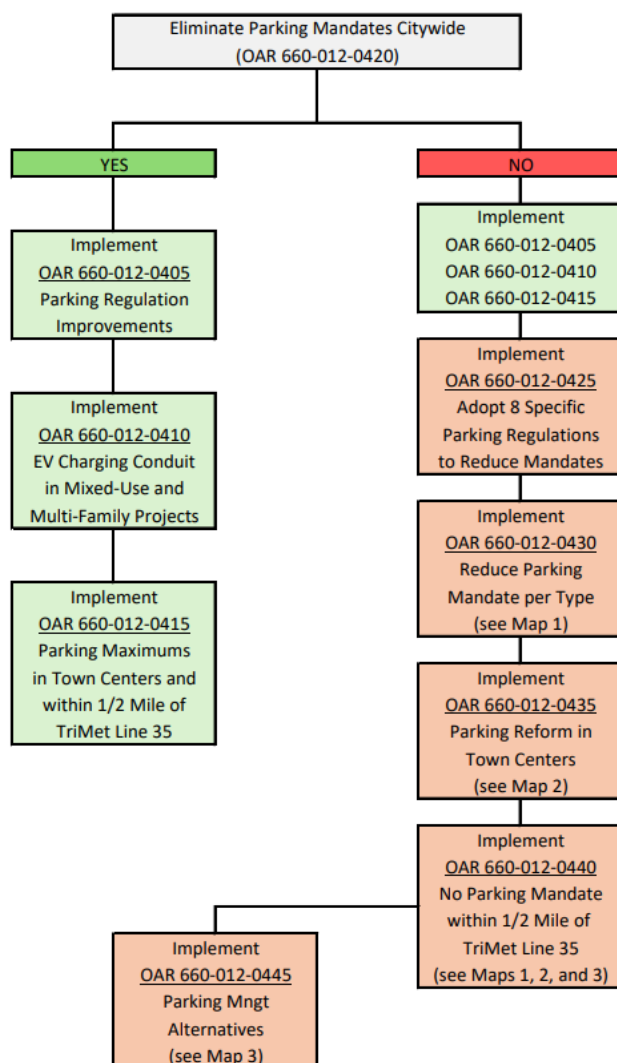 Eliminate Parking Mandates Citywide
(OAR 660-012-0420)
YES
Implement
OAR 660-012-0405
Parking Regulation
Improvements
Implement
OAR 660-012-0410
EV Charging Conduit
in Mixed-Use and
Multi-Family Projects
Implement
OAR 660-012-0415
Parking Maximums
in Town Centers and
within 1/2 Mile of
TriMet Line 35
NO
Implement
OAR 660-012-0405
OAR 660-012-0410
OAR 660-012-0415
Implement
OAR 660-012-0425
Adopt 8 Specific
Parking Regulations
to Reduce Mandates
Implement
OAR 660-012-0430
Reduce Parking
Mandate per Type
(see Map 1)
Implement
OAR 660-012-0435
Parking Reform in
Town Centers
(see Map 2)
Implement
OAR 660-012-0440
No Parking Mandate
within 1/2 Mile of
TriMet Line 35
(see Maps 1, 2, and 3)
Implement
OAR 660-012-0445
Parking Mngt
Alternatives
(see Map 3)